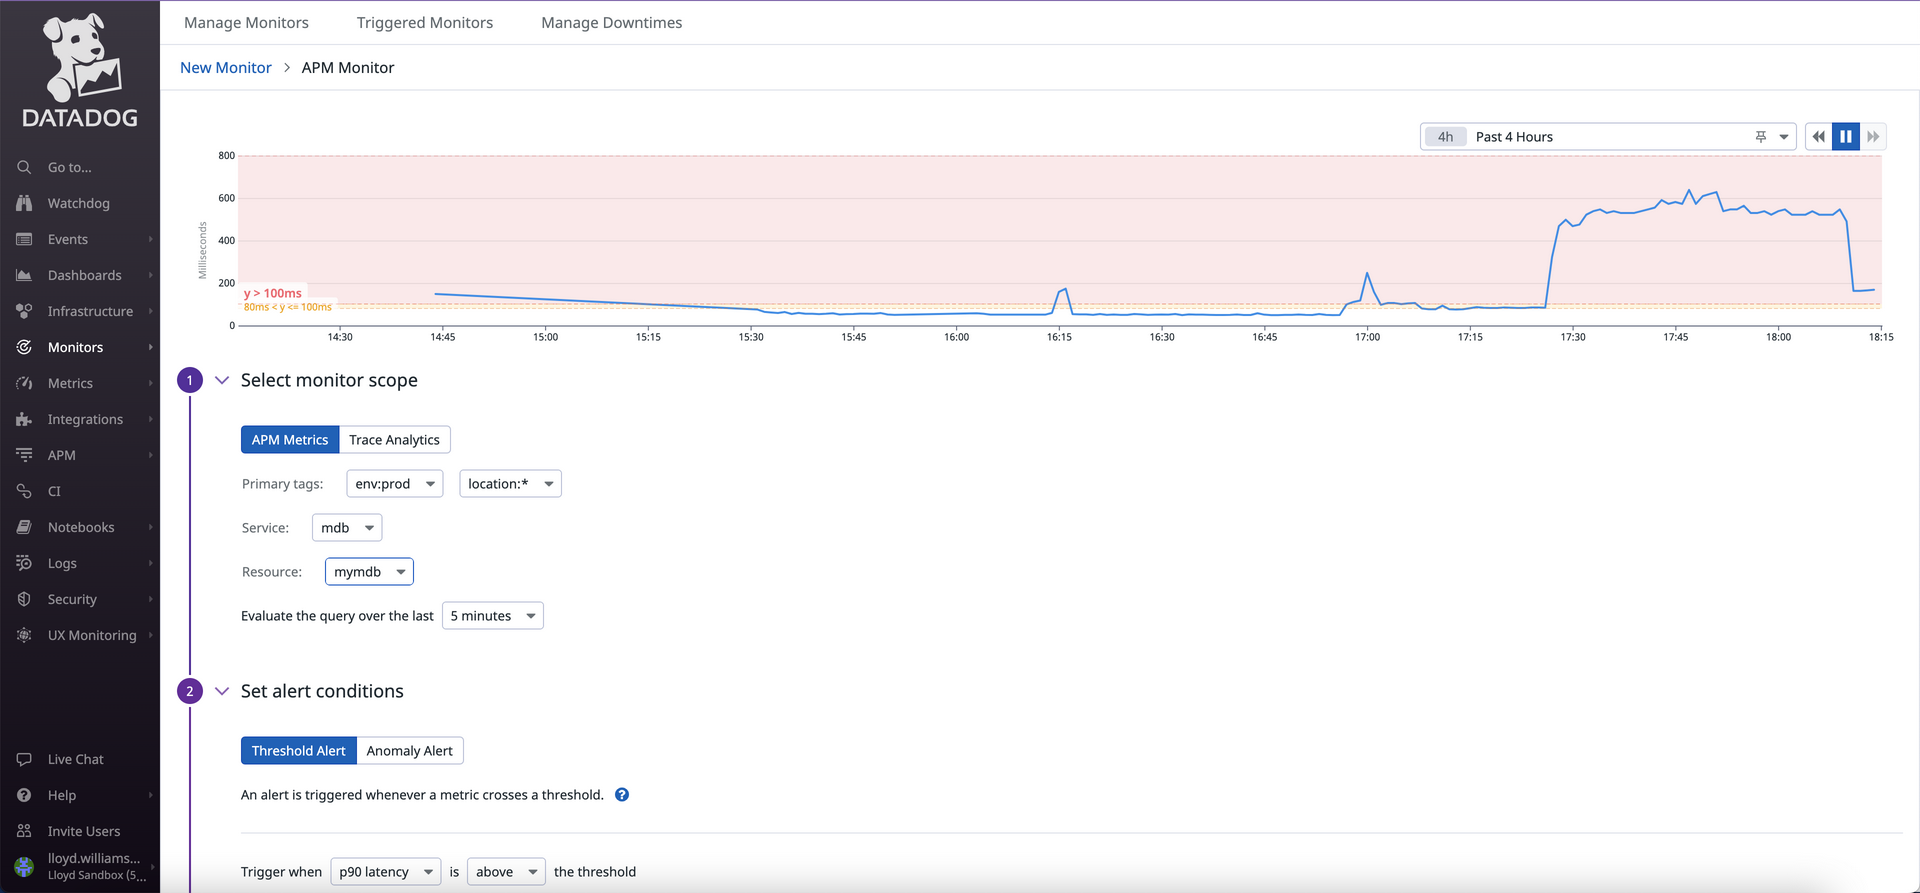 Manage Monitors
Triggered Monitors
Manage Downtimes
New Monitor > APM Monitor
DATADOG
Go to...
Watchdog
Events
Dashboards
Infrastructure
Monitors
Metrics
Integrations
APM
CI
Notebooks
Logs
Security
UX Monitoring
Live Chat
Help
Invite Users
lloyd.williams...
Lloyd Sandbox (5...
4h Past 4 Hours
Milliseconds
800
600
400
200
0
y > 100ms
80ms < y <= 100ms
14:30 14:45 15:00 15:15 15:30 15:45 16:00 16:15 16:30 16:45 17:00 17:15 17:30 17:45 18:00 18:15
1 Select monitor scope
APM Metrics Trace Analytics
Primary tags: env:prod location:*
Service: mdb
Resource: mymdb
Evaluate the query over the last 5 minutes
2 Set alert conditions
Threshold Alert Anomaly Alert
An alert is triggered whenever a metric crosses a threshold. ?
Trigger when p90 latency is above the threshold